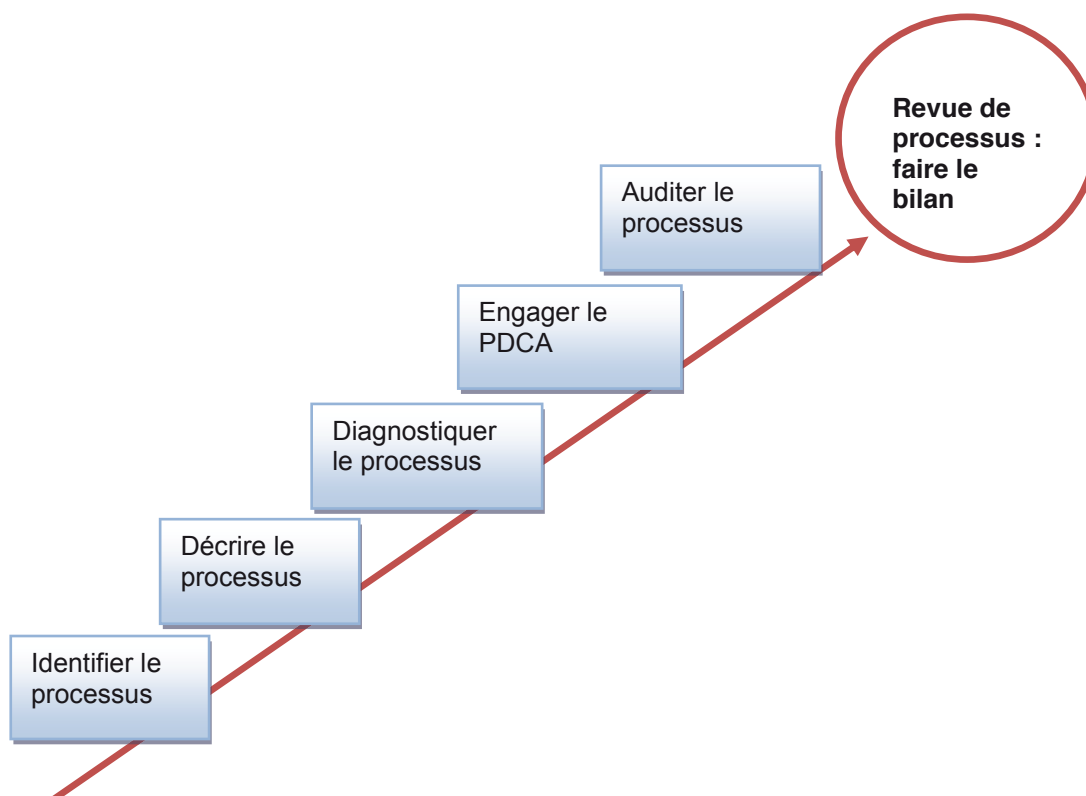 Revue de
processus :
faire le
bilan
Auditer le
processus
Engager le
PDCA
Diagnostiquer
le processus
Décrire le
processus
Identifier le
processus